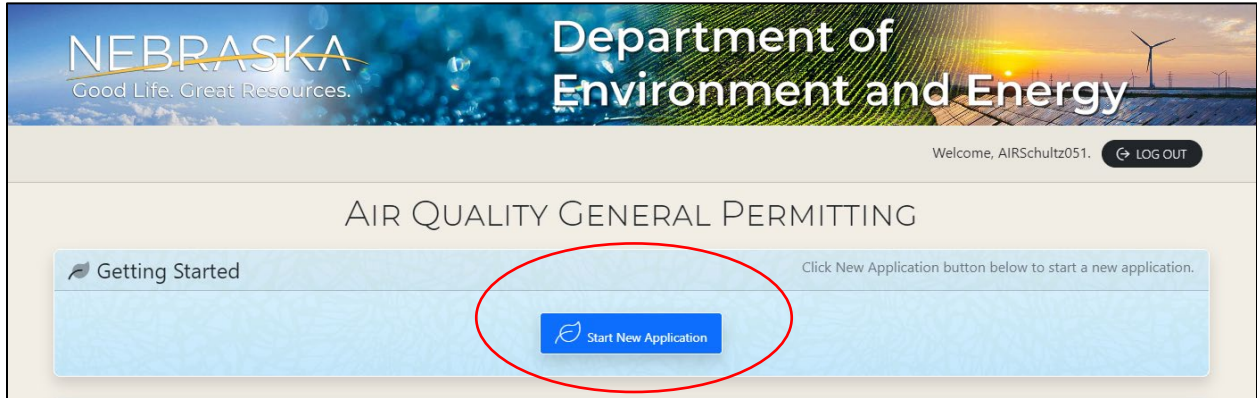 NEBRASKA
Good Life. Great Resources.
Department of
Environment and Energy
Welcome, AIRSchultz051.
LOG OUT
AIR QUALITY GENERAL PERMITTING
Getting Started
Click New Application button below to start a new application.
Start New Application